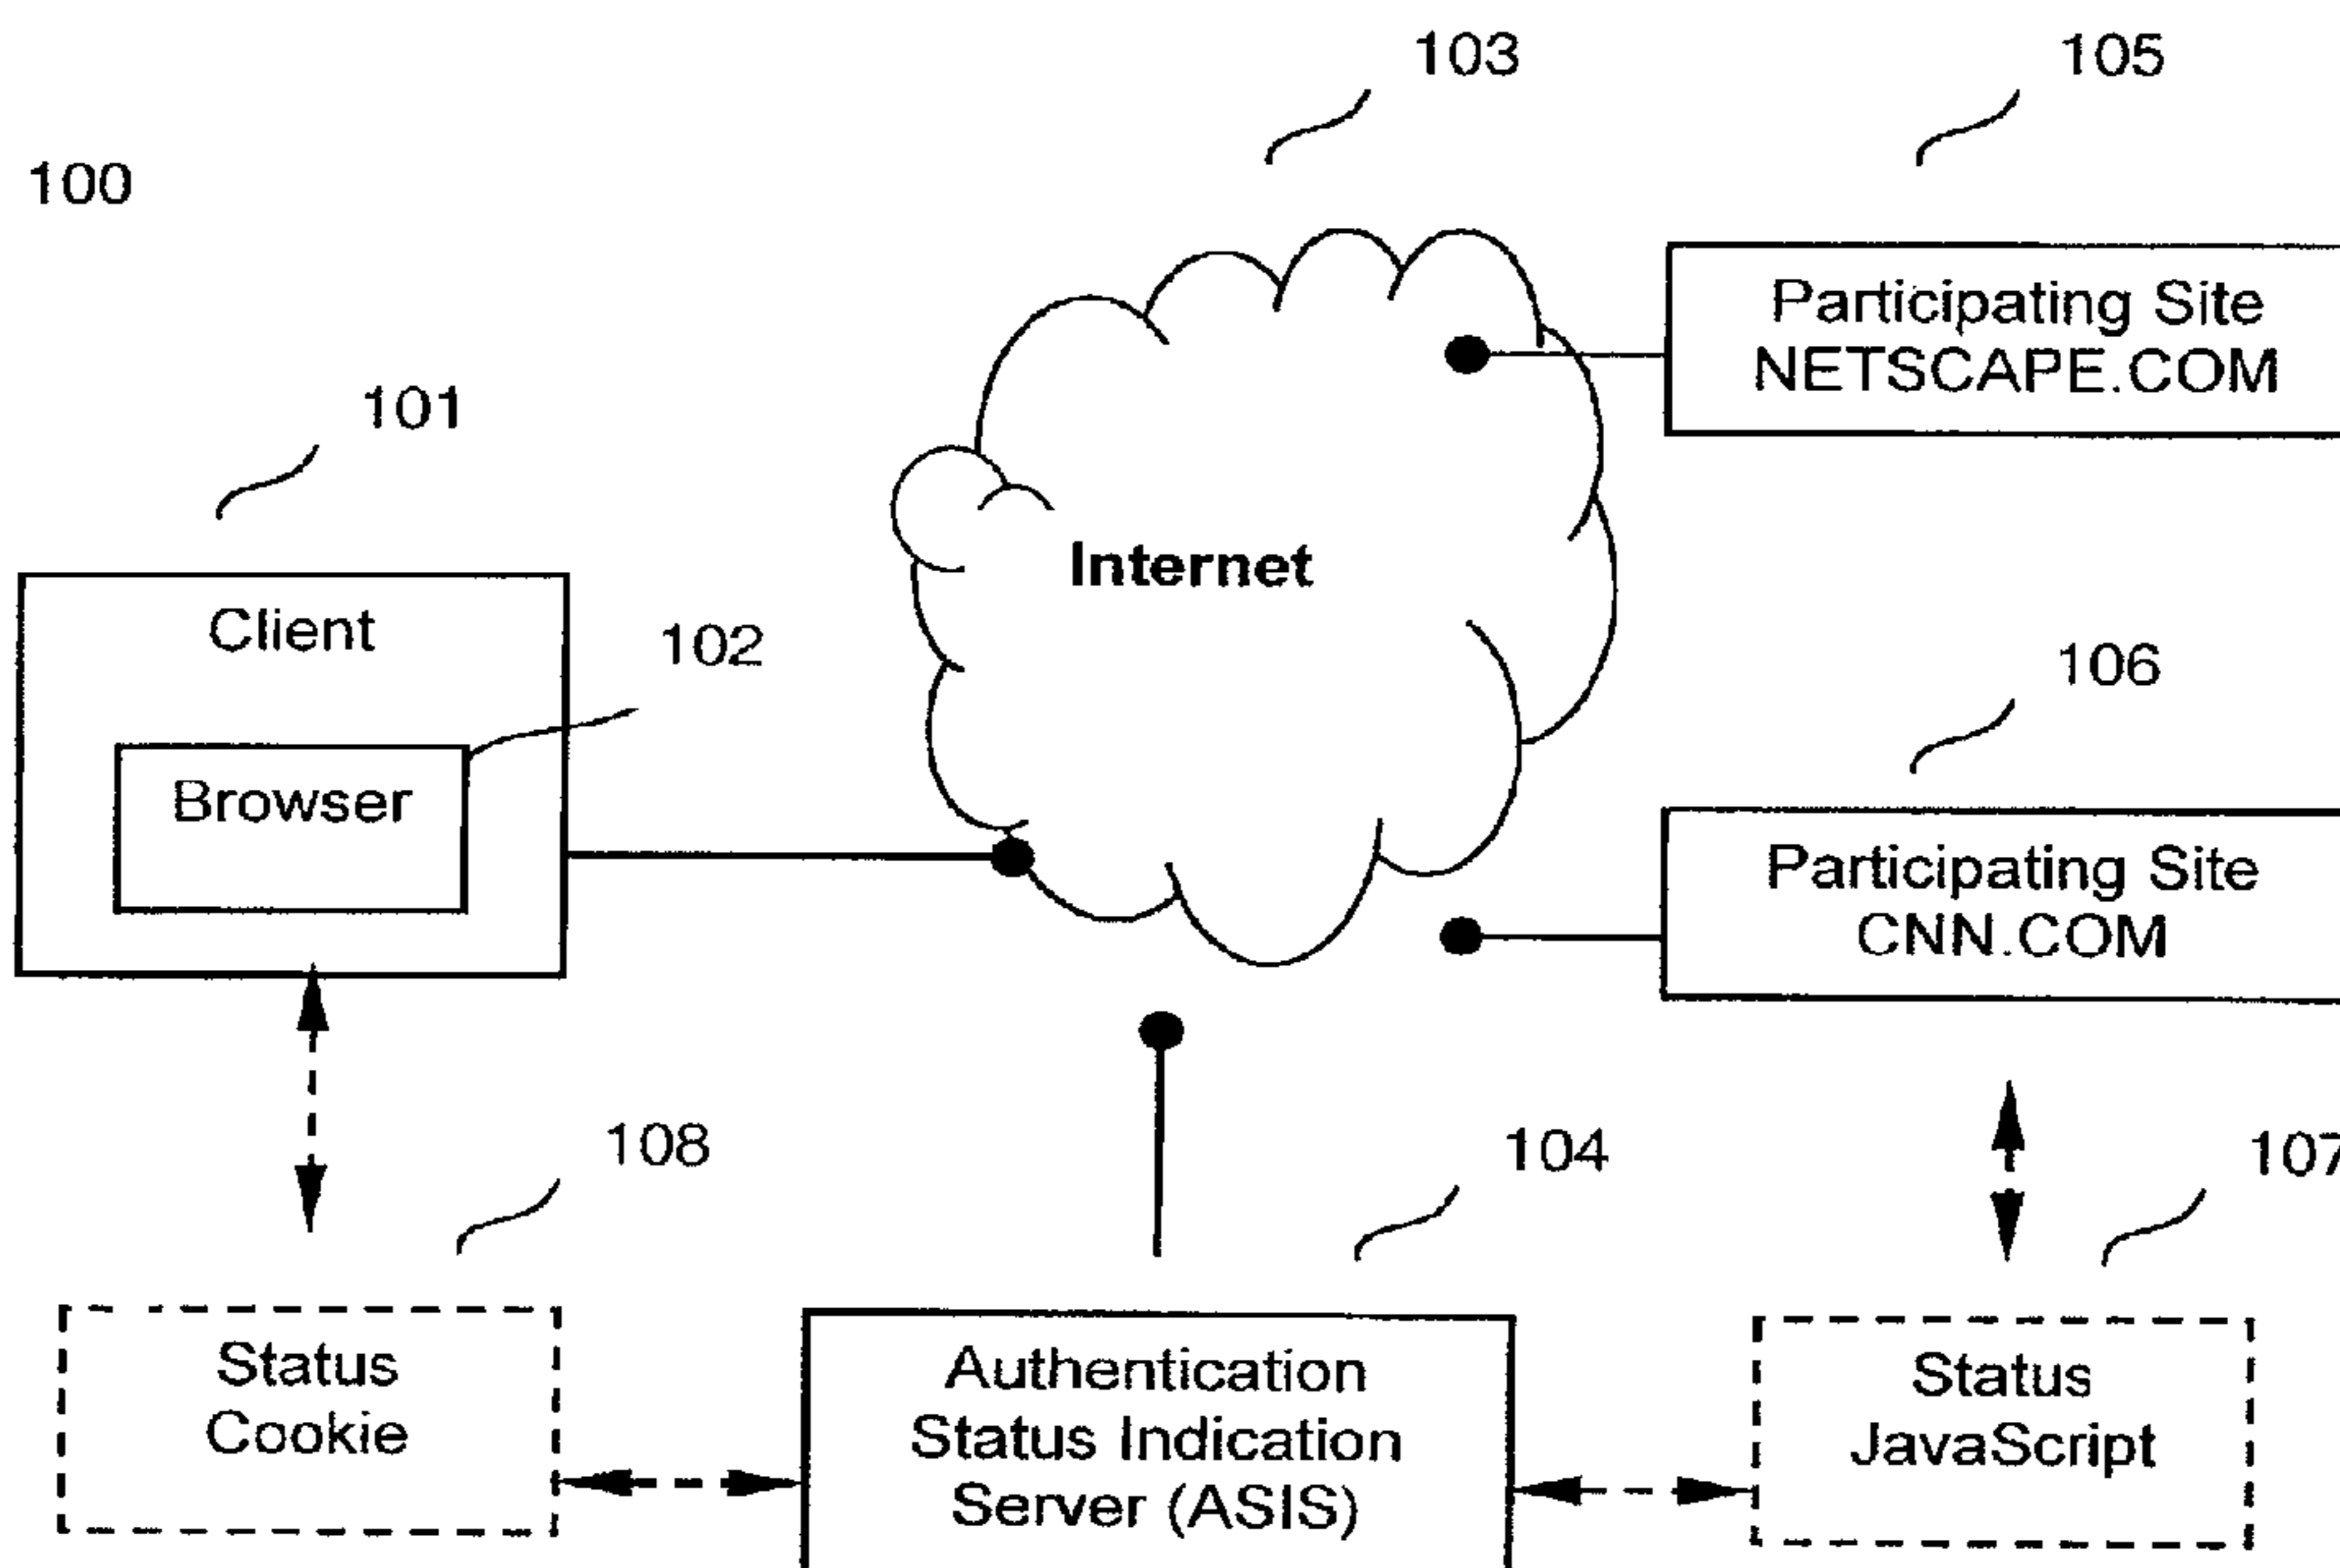 103
105
100
Participating Site
NETSCAPE.COM
101
Internet
Client
102
106
Browser
Participating Site
CNN.COM
108
104
107
Status
Cookie
Authentication
Status Indication
Server (ASIS)
Status
JavaScript